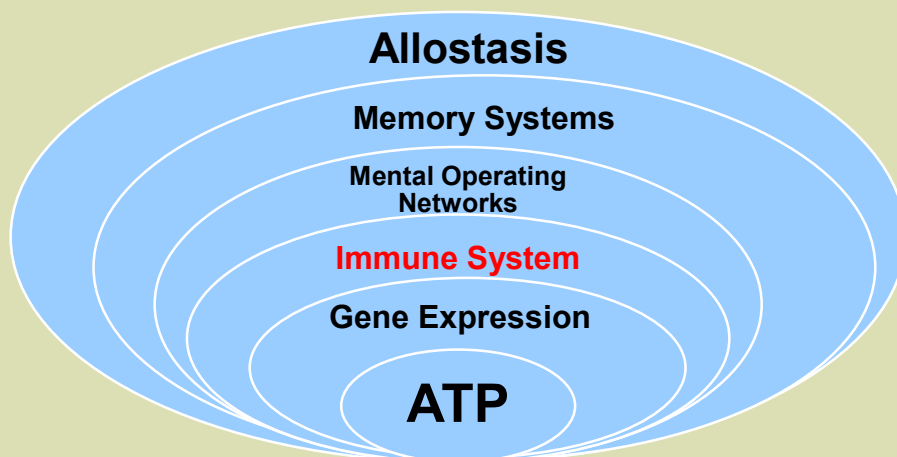 Allostasis
Memory Systems
Mental Operating
Networks
Immune System
Gene Expression
ATP